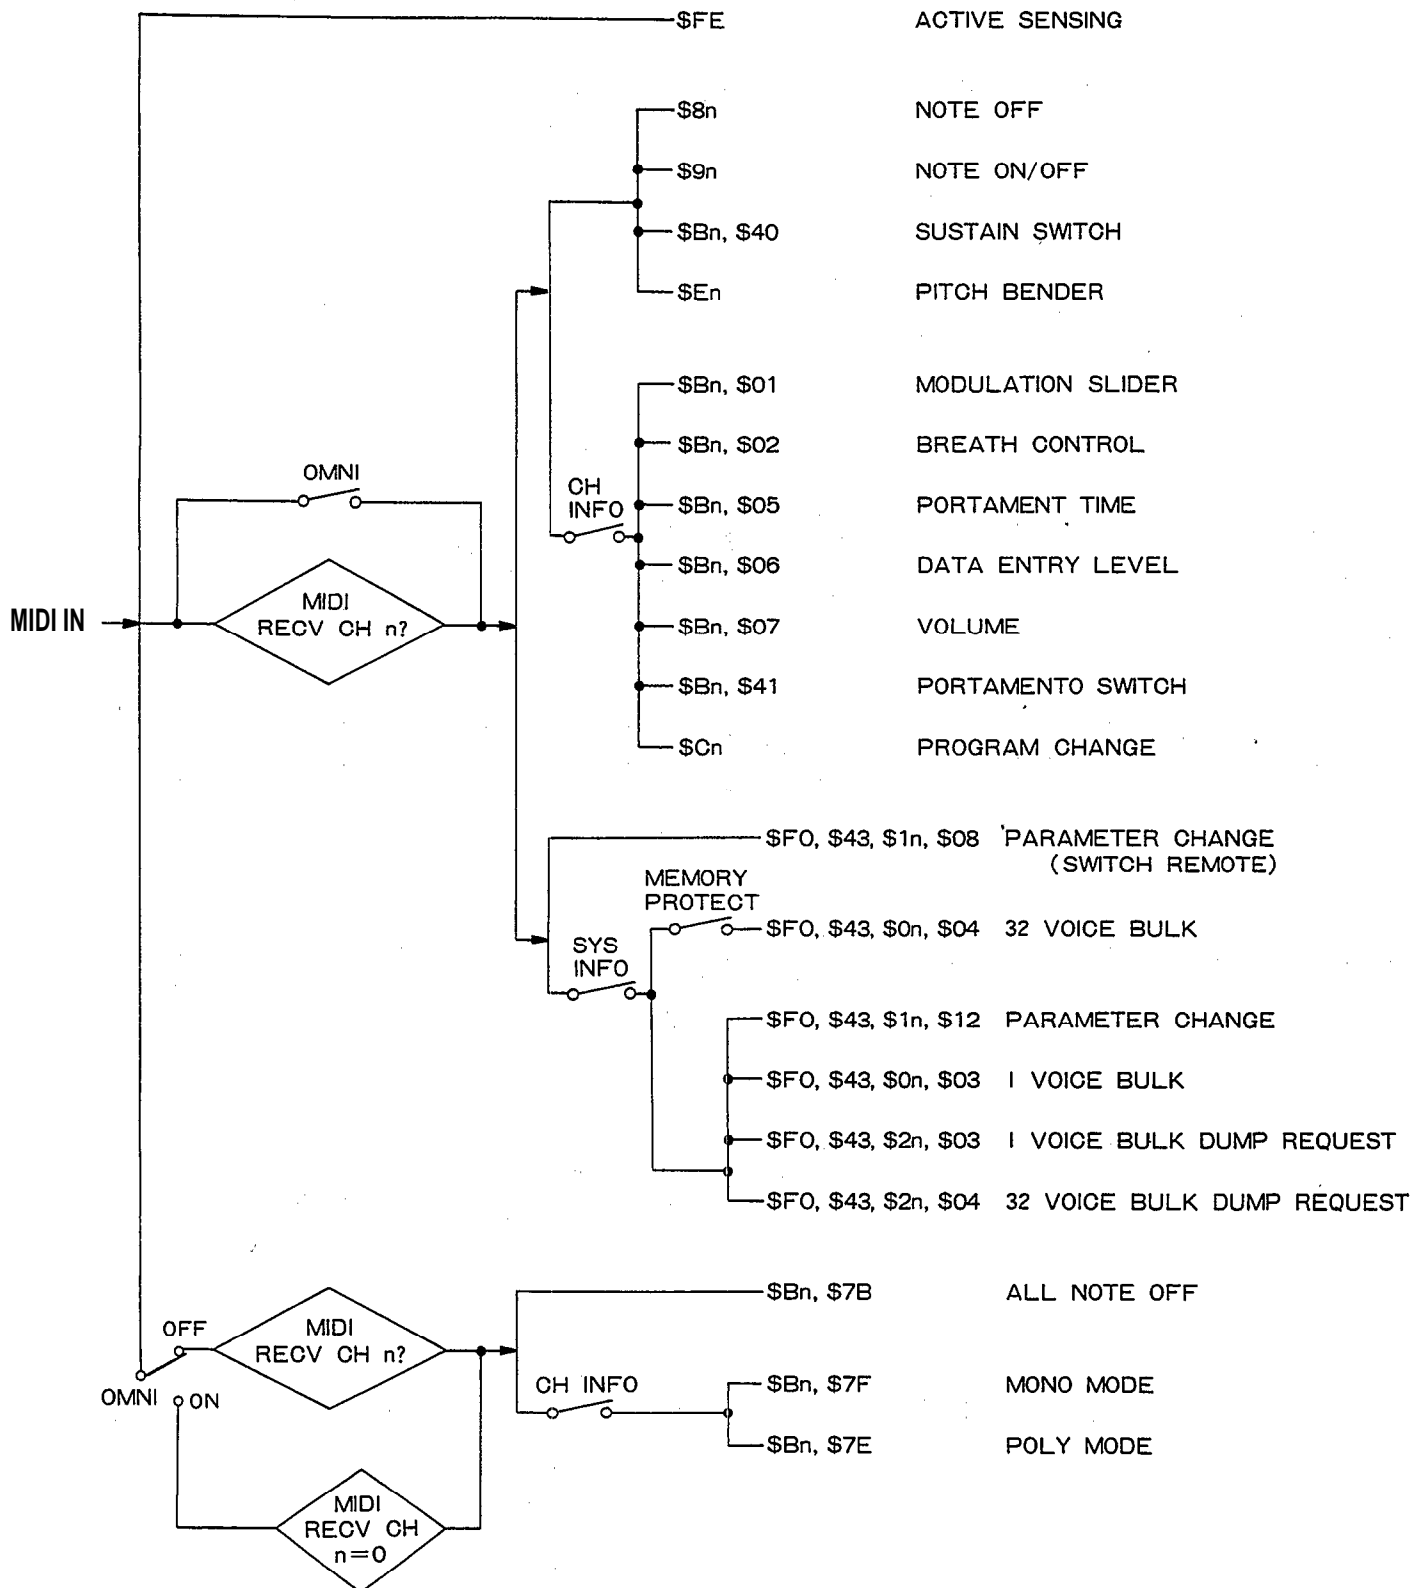 $FE ACTIVE SENSING
$8n NOTE OFF
$9n NOTE ON/OFF
$Bn, $40 SUSTAIN SWITCH
$En PITCH BENDER
$Bn, $01 MODULATION SLIDER
$Bn, $02 BREATH CONTROL
OMNI
CH
INFO
$Bn, $05 PORTAMENT TIME
$Bn, $06 DATA ENTRY LEVEL
MIDI IN
MIDI
RECV CH n?
$Bn, $07 VOLUME
$Bn, $41 PORTAMENTO SWITCH
$Cn PROGRAM CHANGE
$F0, $43, $1n, $08 PARAMETER CHANGE
(SWITCH REMOTE)
MEMORY
PROTECT
$F0, $43, $0n, $04 32 VOICE BULK
SYS
INFO
$F0, $43, $1n, $12 PARAMETER CHANGE
$F0, $43, $0n, $03 1 VOICE BULK
$F0, $43, $2n, $03 1 VOICE BULK DUMP REQUEST
$F0, $43, $2n, $04 32 VOICE BULK DUMP REQUEST
$Bn, $7B ALL NOTE OFF
OFF
MIDI
RECV CH n?
OMNI
ON
CH INFO
$Bn, $7F MONO MODE
$Bn, $7E POLY MODE
MIDI
RECV CH
n=0